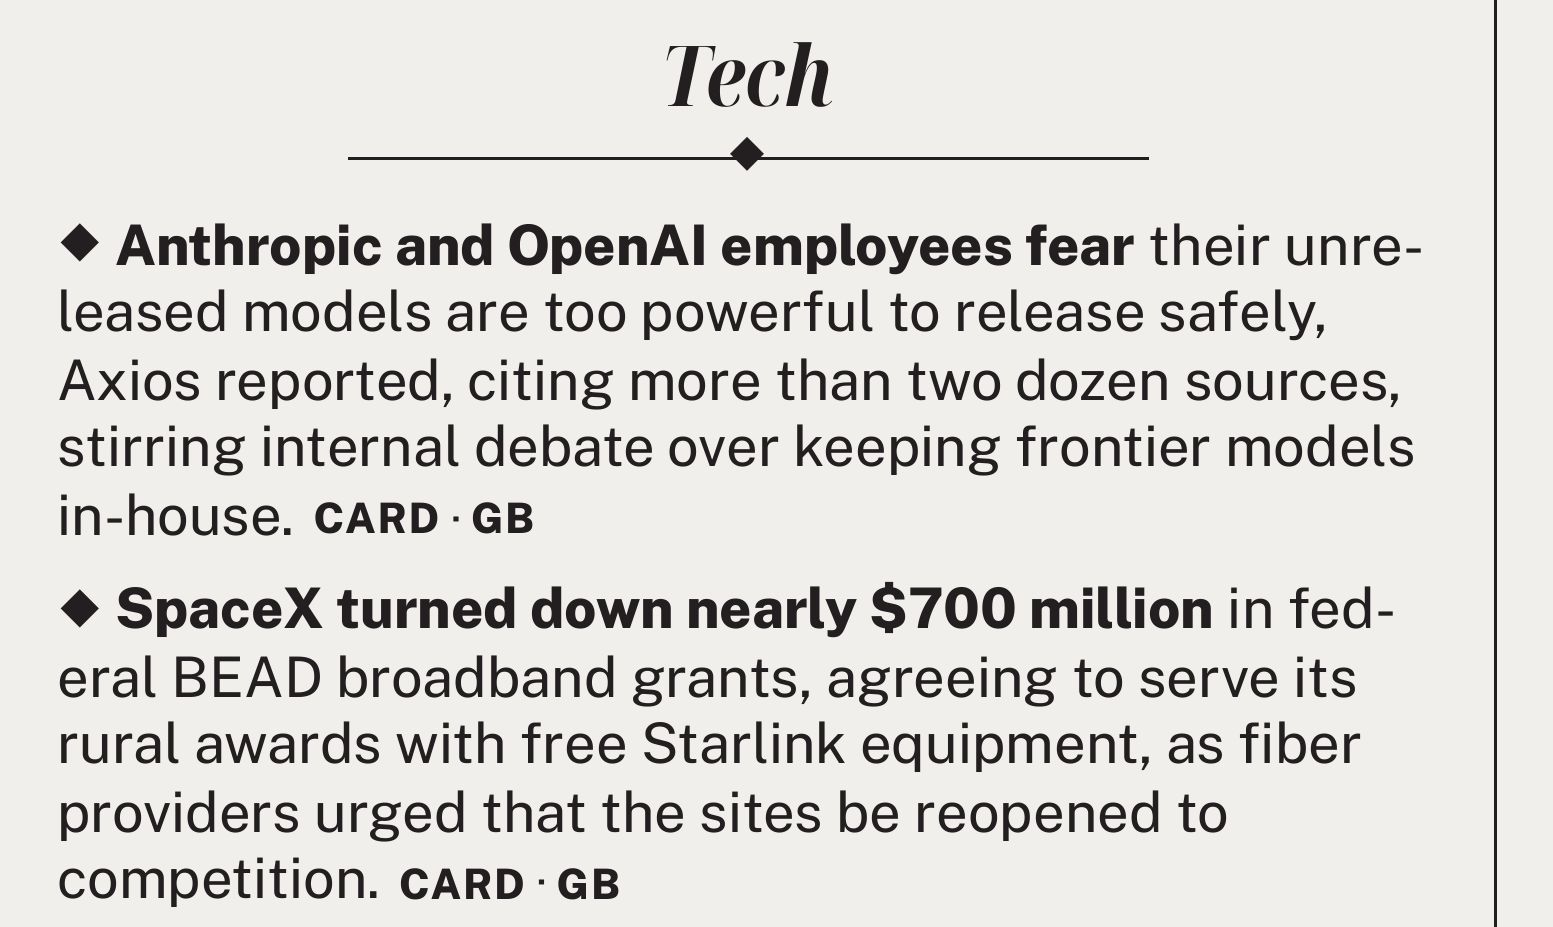 Tech
◆ Anthropic and OpenAI employees fear their unre-
leased models are too powerful to release safely,
Axios reported, citing more than two dozen sources,
stirring internal debate over keeping frontier models
in-house. CARD · GB
◆ SpaceX turned down nearly $700 million in fed-
eral BEAD broadband grants, agreeing to serve its
rural awards with free Starlink equipment, as fiber
providers urged that the sites be reopened to
competition. CARD · GB